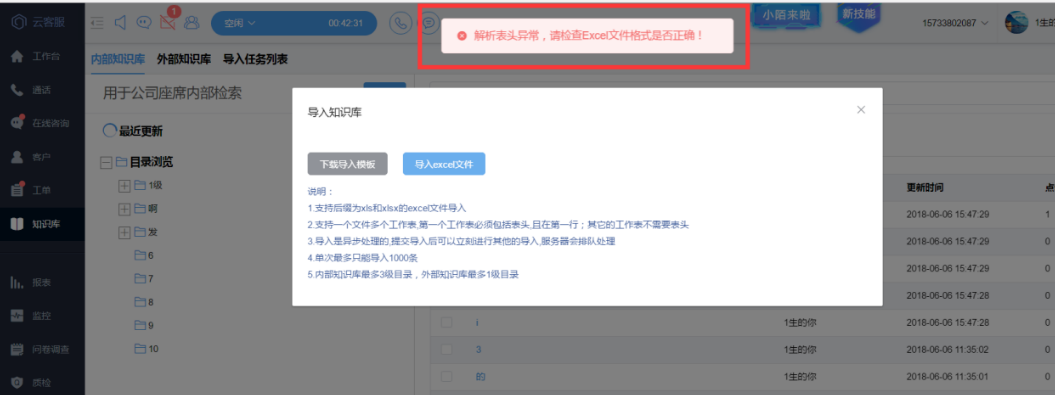 云客服
1
空闲
00:42:31
解析表头异常，请检查Excel文件格式是否正确！
小陌来啦
新技能
15733802087
1生的
工作台
通话
在线咨询
客户
工单
知识库
报表
监控
问卷调查
质检
内部知识库 外部知识库 导入任务列表
用于公司座席内部检索
最近更新
目录浏览
1级
啊
发
6
7
8
9
10
导入知识库
下载导入模板
导入excel文件
说明：
1.支持后缀为xls和xlsx的excel文件导入
2.支持一个文件多个工作表,第一个工作表必须包括表头,且在第一行；其它的工作表不需要表头
3.导入是异步处理的,提交导入后可以立刻进行其他的导入,服务器会排队处理
4.单次最多只能导入1000条
5.内部知识库最多3级目录，外部知识库最多1级目录
更新时间 点
2018-06-06 15:47:29 1
2018-06-06 15:47:29 0
2018-06-06 15:47:29 0
2018-06-06 15:47:28 0
i 1生的你 2018-06-06 15:47:28 0
3 1生的你 2018-06-06 11:35:02 0
的 1生的你 2018-06-06 11:35:01 0